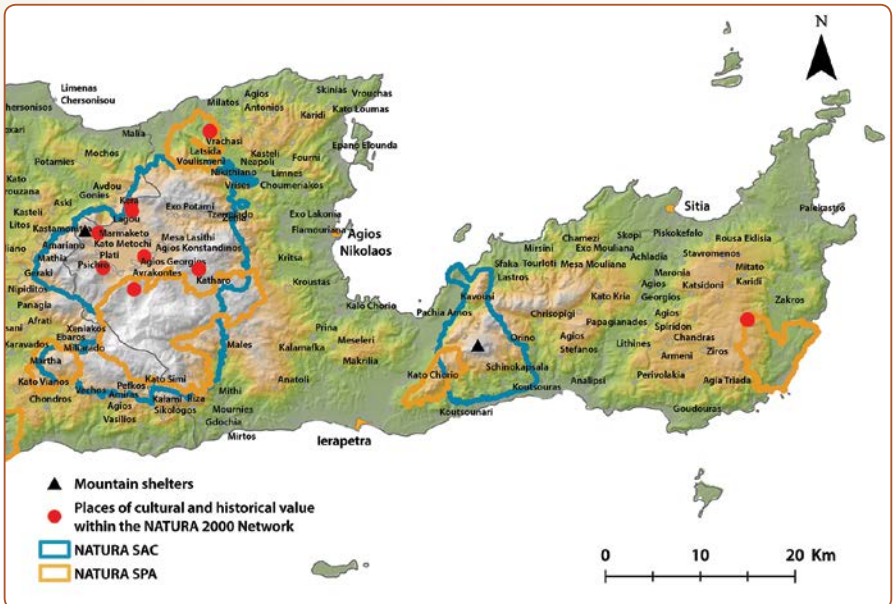 N
Limenas
Chersonisou
hersonisos
Malia
Milatos
Agios
Antonios
Skinias
Vrouchas
Kato Loumas
Karidi
Vrachasi
Latsida
Voulismeni
Neapoli
Kasteli
Fourni
Epano Elounda
Nikithiano
Limnes
Choumeriakos
Vrises
Mochos
Potamies
Kato
Avdou
Gonies
Kera
Askl
Kasteli
Lagou
Exo Potami
Zenia
Exo Lakonia
Flamouriana
Agios
Nikolaos
Litos
Kastamonitsa
Marmaketo
Mesa Lasithi
Kato Metochi
Agios Konstandinos
Amariano
Mathia
Plati
Psichro
Agios Georgios
Avrakontes
Katharo
Kritsa
Kroustas
Geraki
Nipiditos
Panagia
Afrati
Xeniakos
Ebaros
Miliarado
Karavados
Martha
Kato Vianos
Chondros
Vachos
Amiras
Agios
Vasilios
Pefkos
Kato Simi
Kalami
Sikologos
Riza
Mithi
Mournies
Gdochia
Mirtos
Males
Kalo Chorio
Prina
Meseleri
Kalamafka
Makrilia
Anatoli
Ierapetra
Pachia Amos
Kavousi
Sfaka
Tourloti
Lastros
Mirsini
Chamezi
Exo Mouliana
Mesa Mouliana
Skopi
Achladia
Sitia
Piskokefelo
Rousa Eklisia
Palekastro
Stavromenos
Maronia
Mitato
Karidi
Agios
Georgios
Katsidoni
Zakros
Kato Kria
Chrisopigi
Papagianades
Agios
Spiridon
Chandras
Orino
Agios
Stefanos
Lithines
Armeni
Ziros
Schinokapsala
Kato Chorio
Koutsouras
Analipsi
Perivolakia
Agia Triada
Koutsounari
Goudouras
Mountain shelters
Places of cultural and historical value
within the NATURA 2000 Network
NATURA SAC
NATURA SPA
0 10 20 Km